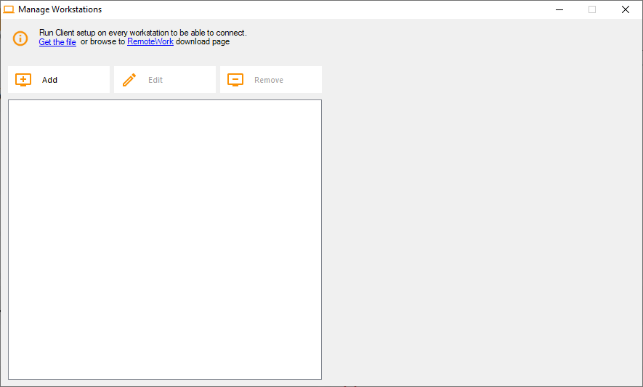 Manage Workstations
Run Client setup on every workstation to be able to connect.
Get the file or browse to RemoteWork download page
Add Edit Remove